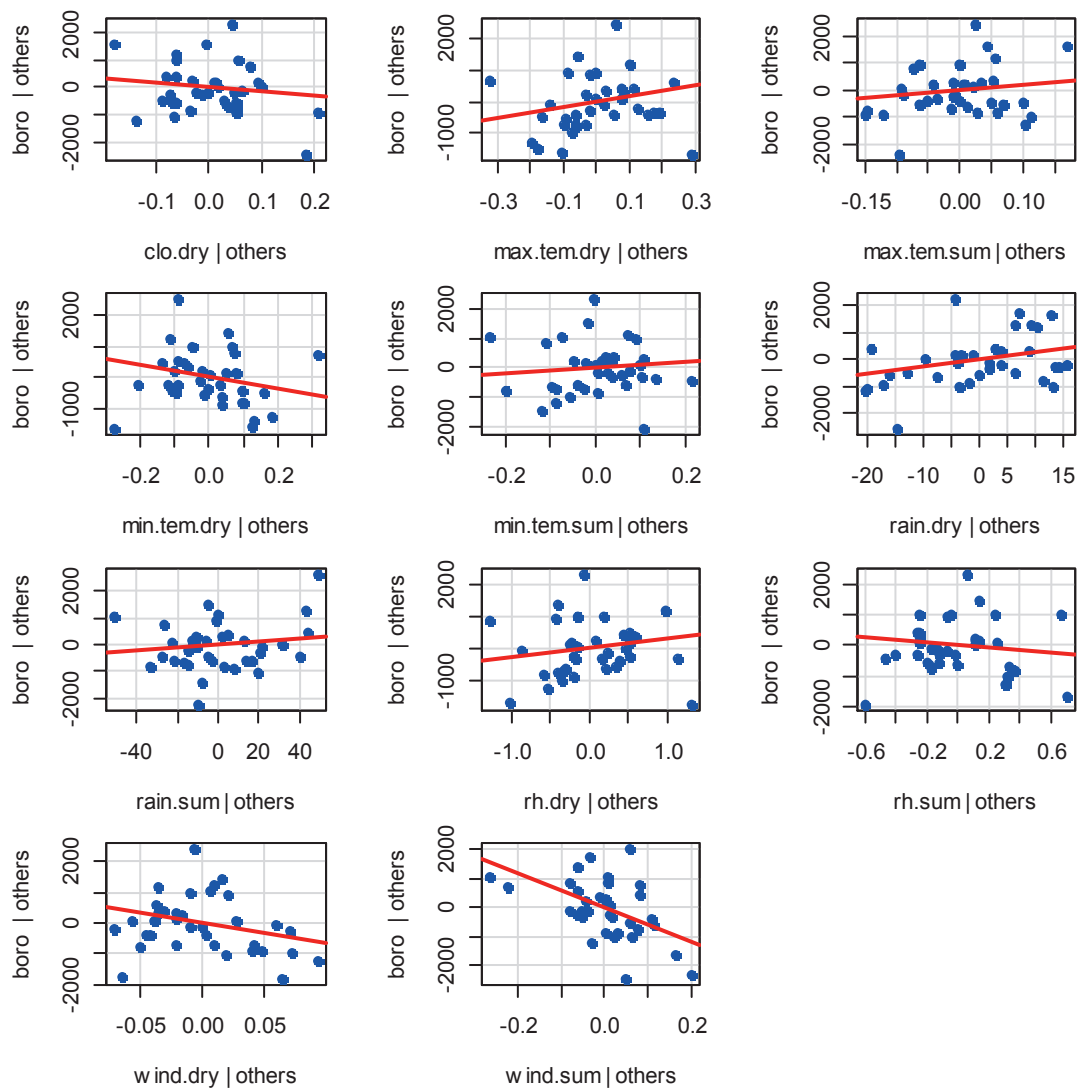 boro | others
2000
0
-2000
-0.1 0.0 0.1 0.2
clo.dry | others
boro | others
2000
-1000
-0.3 -0.1 0.1 0.3
max.tem.dry | others
boro | others
2000
0
-2000
-0.15 0.00 0.10
max.tem.sum | others
boro | others
2000
-1000
-0.2 0.0 0.2
min.tem.dry | others
boro | others
2000
0
-2000
-0.2 0.0 0.2
min.tem.sum | others
boro | others
2000
0
-2000
-20 -10 0 5 15
rain.dry | others
boro | others
2000
0
-2000
-40 0 20 40
rain.sum | others
boro | others
2000
-1000
-1.0 0.0 1.0
rh.dry | others
boro | others
2000
0
-2000
-0.6 -0.2 0.2 0.6
rh.sum | others
boro | others
2000
0
-2000
-0.05 0.00 0.05
wind.dry | others
boro | others
2000
0
-2000
-0.2 0.0 0.2
wind.sum | others